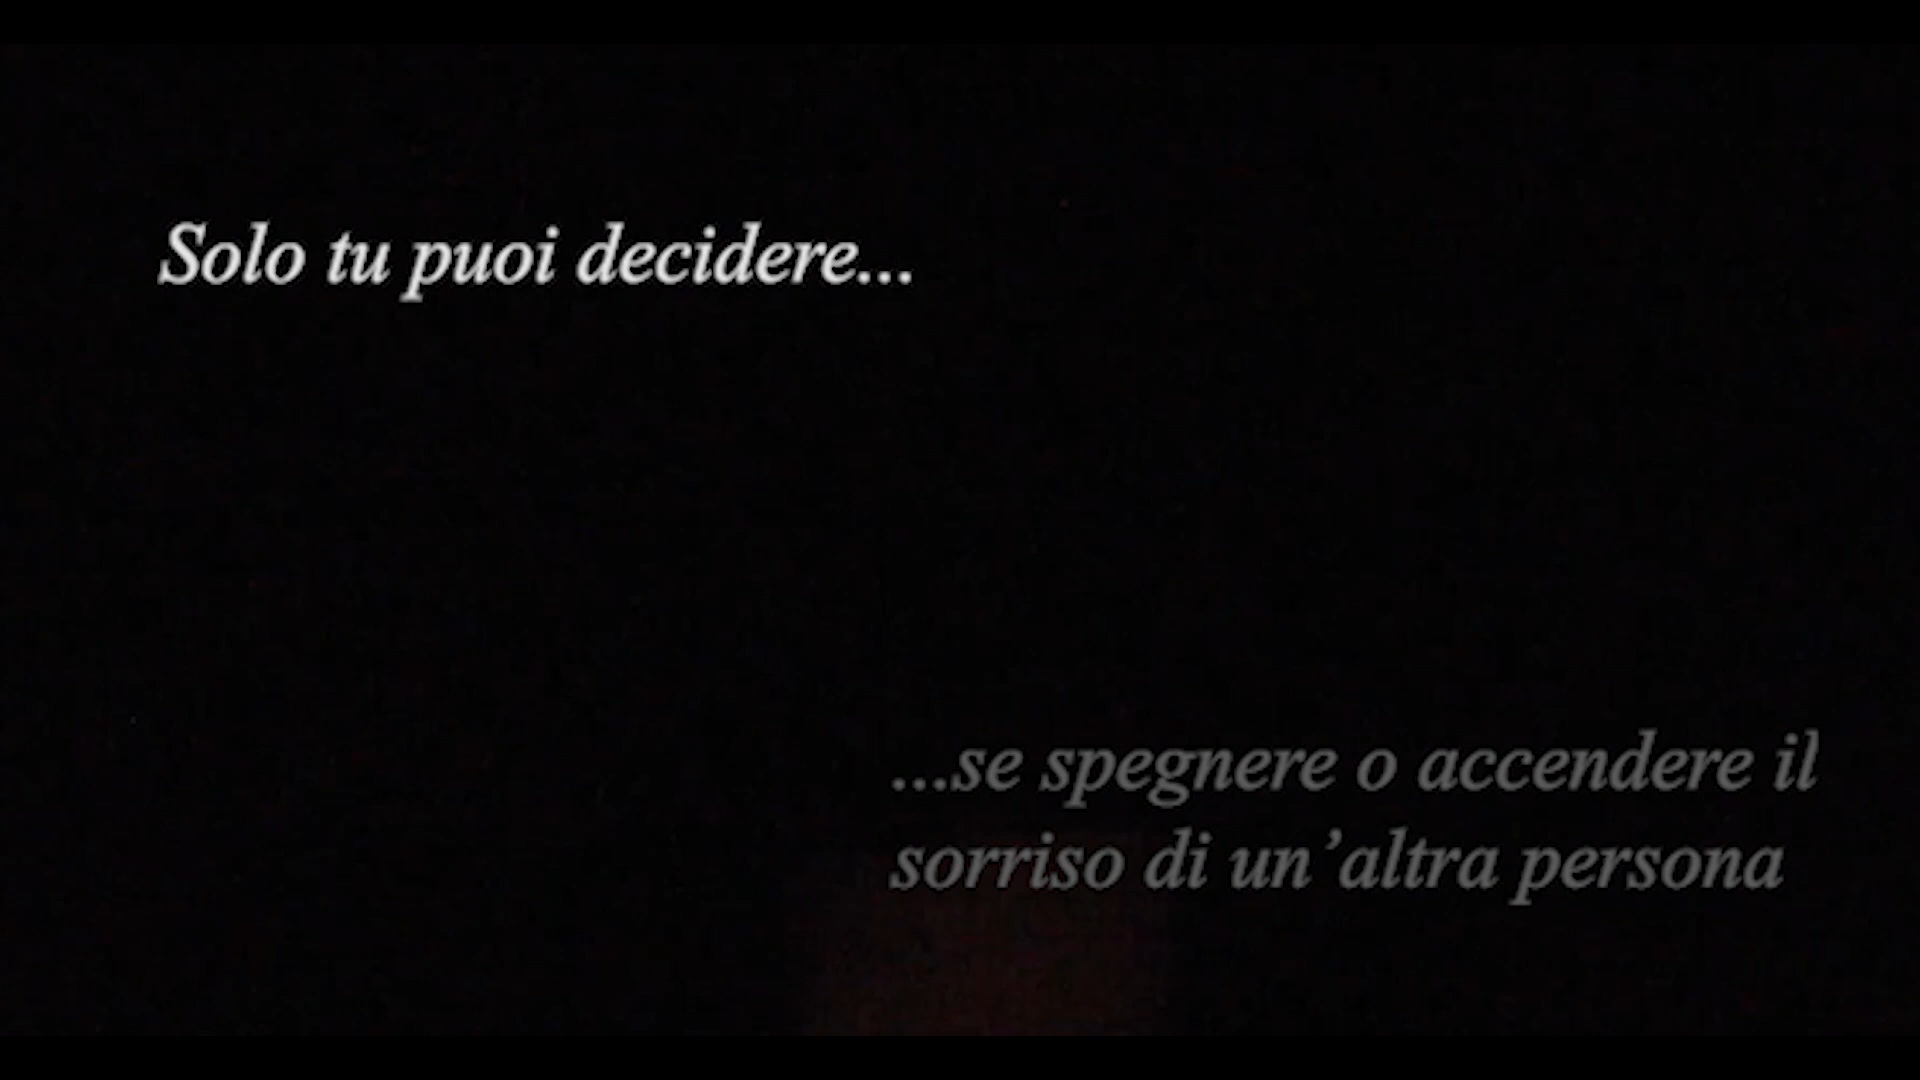 Solo tu puoi decidere...
...se spegnere o accendere il
sorriso di un’altra persona